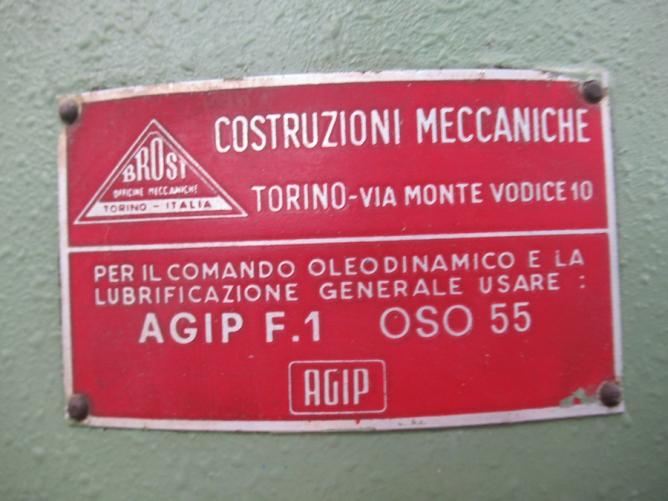 COSTRUZIONI MECCANICHE
BROSY
OFFICINE MECCANICHE
TORINO - ITALIA
TORINO-VIA MONTE VODICE 10
PER IL COMANDO OLEODINAMICO E LA
LUBRIFICAZIONE GENERALE USARE :
AGIP F.1 OSO 55
AGIP